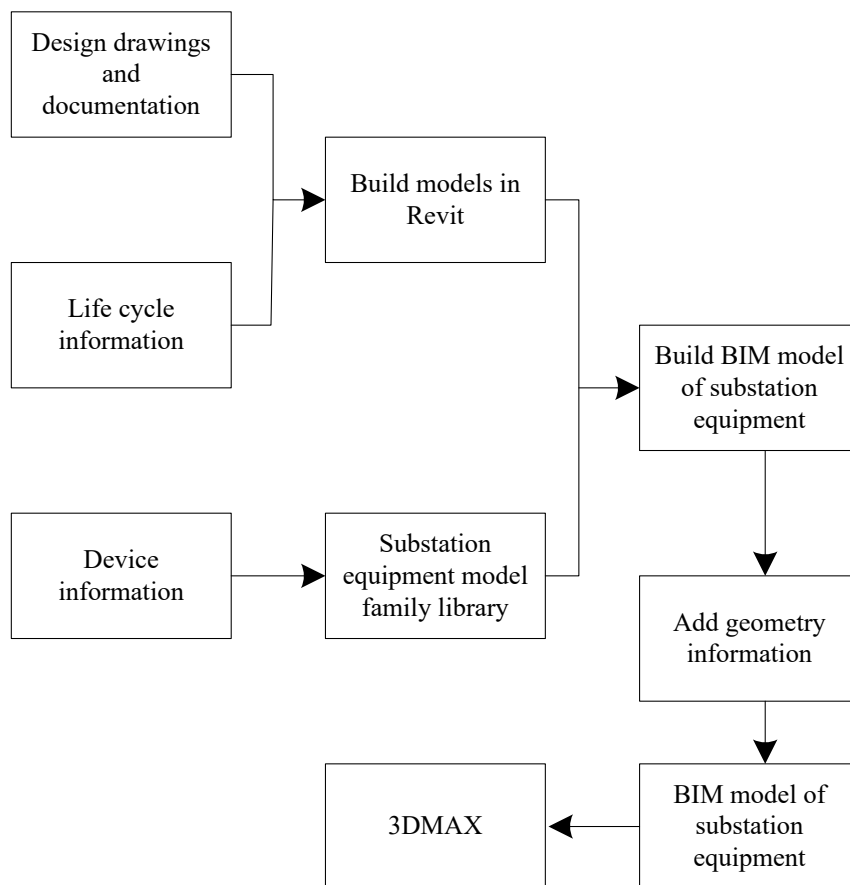 Design drawings
and
documentation
Build models in
Revit
Life cycle
information
Build BIM model
of substation
equipment
Device
information
Substation
equipment model
family library
Add geometry
information
3DMAX
BIM model of
substation
equipment